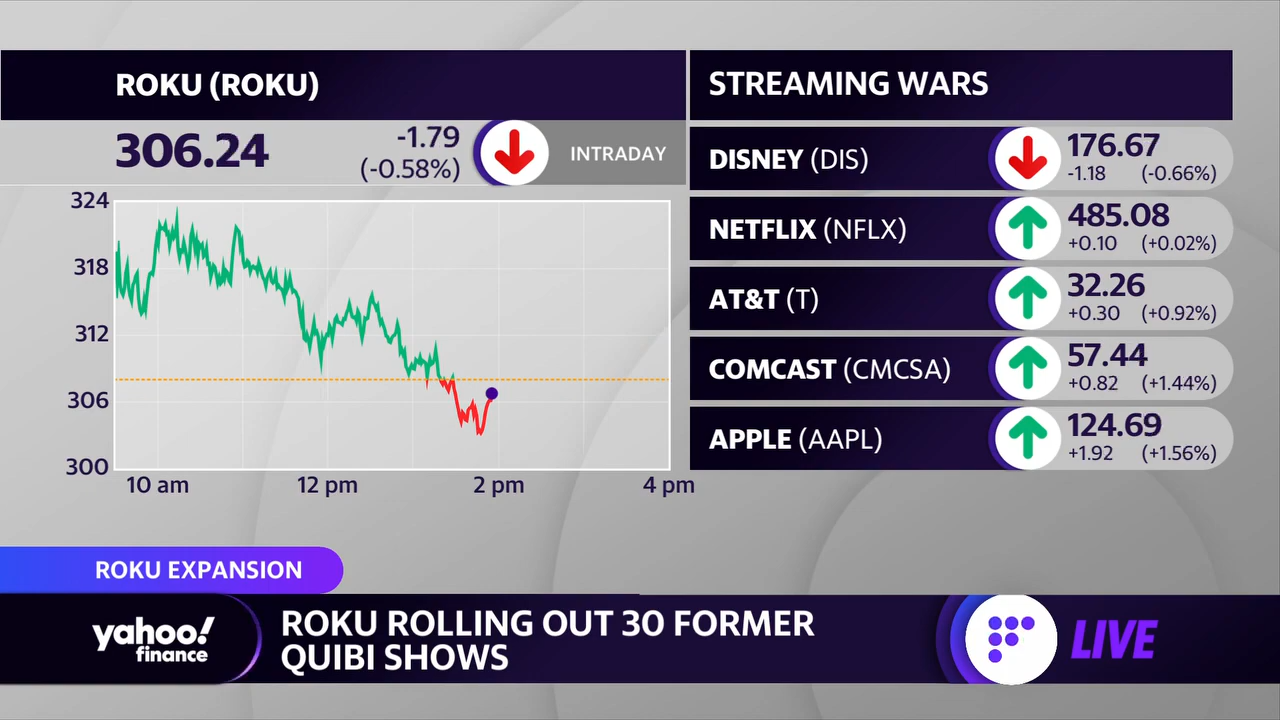 ROKU (ROKU)
306.24
-1.79
(-0.58%)
INTRADAY
324
318
312
306
300
10 am
12 pm
2 pm
4 pm
STREAMING WARS
DISNEY (DIS)
176.67
-1.18 (-0.66%)
NETFLIX (NFLX)
485.08
+0.10 (+0.02%)
AT&T (T)
32.26
+0.30 (+0.92%)
COMCAST (CMCSA)
57.44
+0.82 (+1.44%)
APPLE (AAPL)
124.69
+1.92 (+1.56%)
ROKU EXPANSION
yahoo!
finance
ROKU ROLLING OUT 30 FORMER
QUIBI SHOWS
LIVE